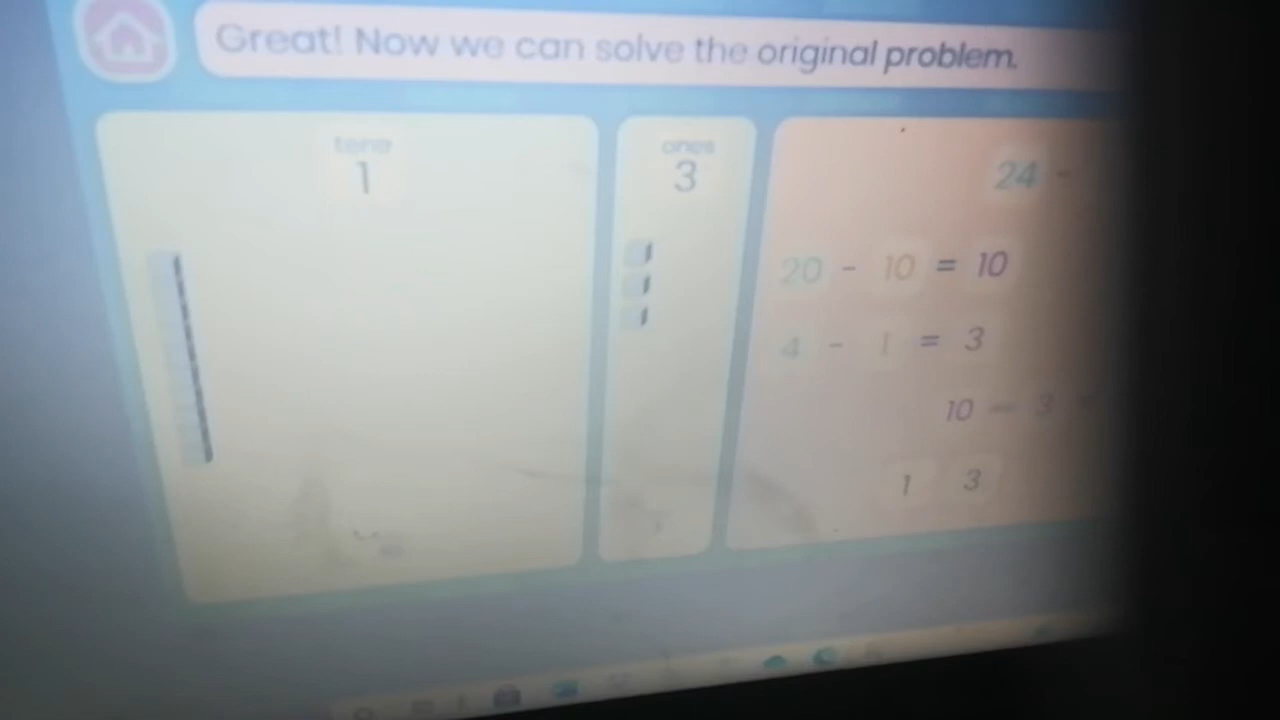 Great! Now we can solve the original problem.
tens
1
ones
3
24 -
20 - 10 = 10
4 - 1 = 3
10 - 3
1 3